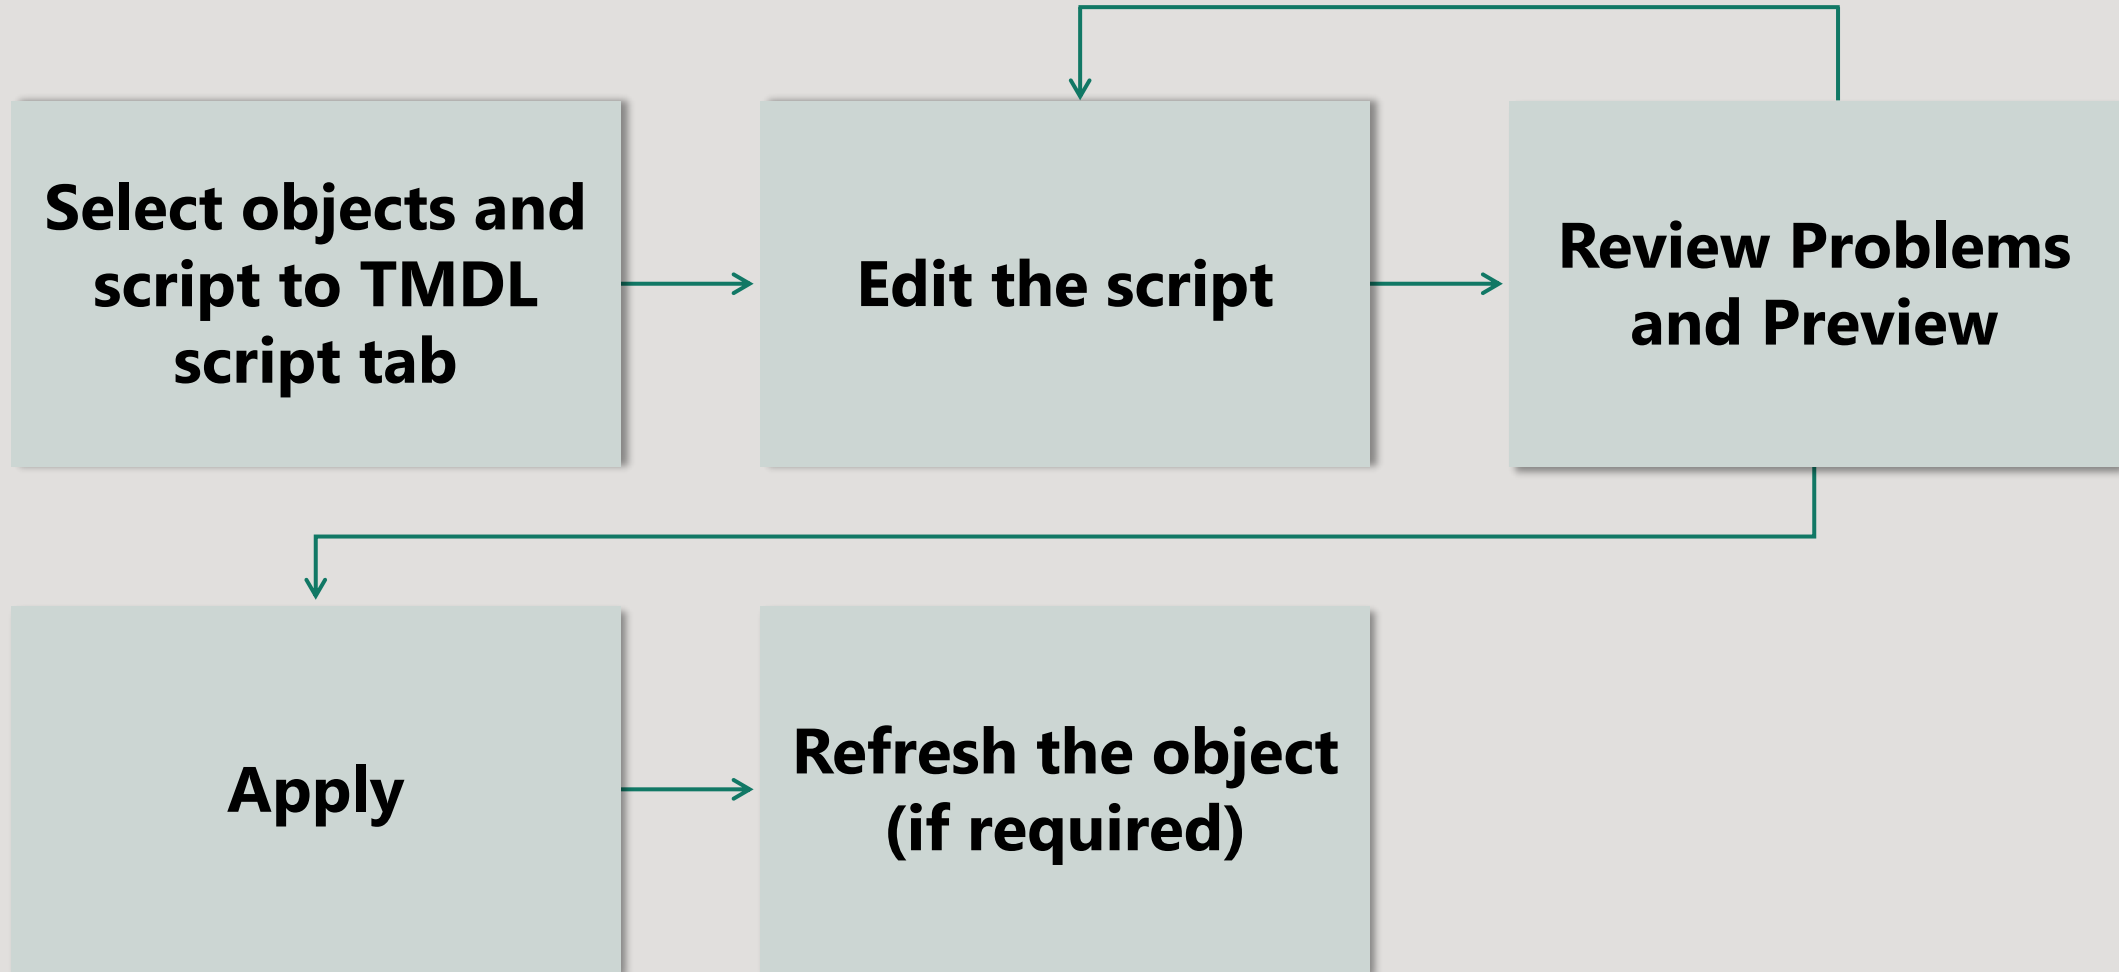 Select objects and
script to TMDL
script tab
Edit the script
Review Problems
and Preview
Apply
Refresh the object
(if required)